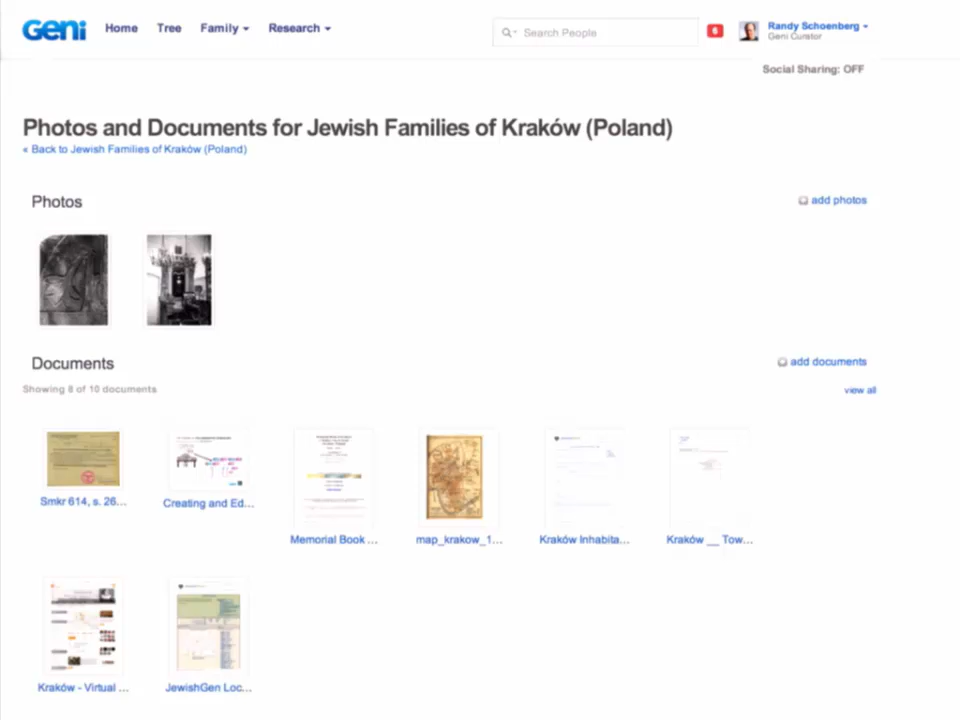 Geni Home Tree Family Research Search People 6 Randy Schoenberg
Geni Curator
Social Sharing: OFF
Photos and Documents for Jewish Families of Kraków (Poland)
« Back to Jewish Families of Kraków (Poland)
Photos add photos
Documents add documents
Showing 8 of 10 documents view all
Smkr 614, s. 26... Creating and Ed...
Memorial Book ... map_krakow_1... Kraków Inhabita... Kraków __ Tow...
Kraków - Virtual ... JewishGen Loc...